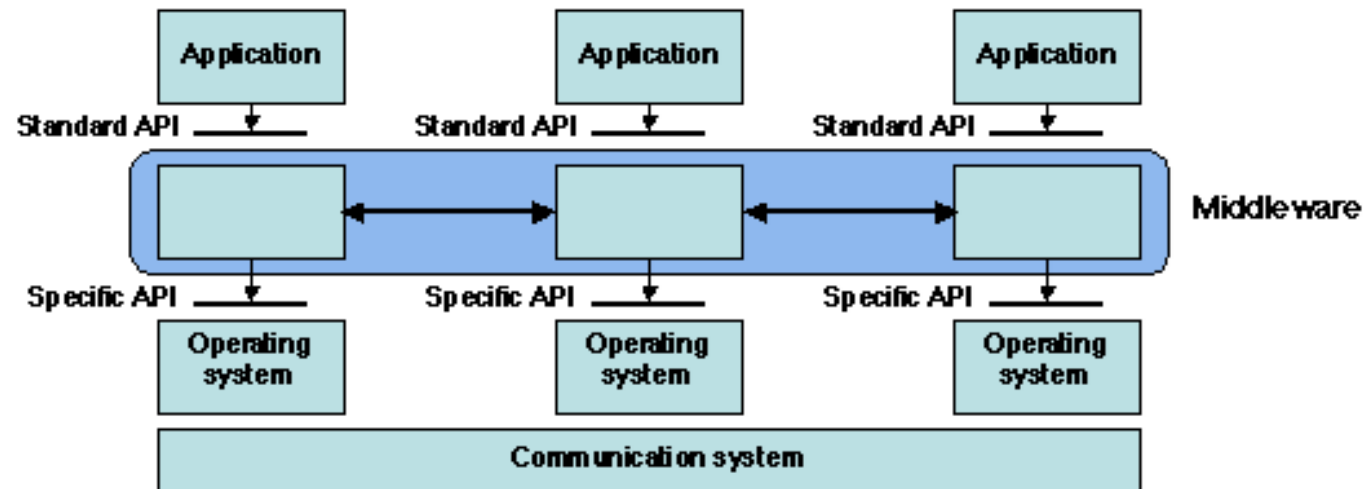 Application Application Application
Standard API Standard API Standard API
Middleware
Specific API Specific API Specific API
Operating Operating Operating
system system system
Communication system